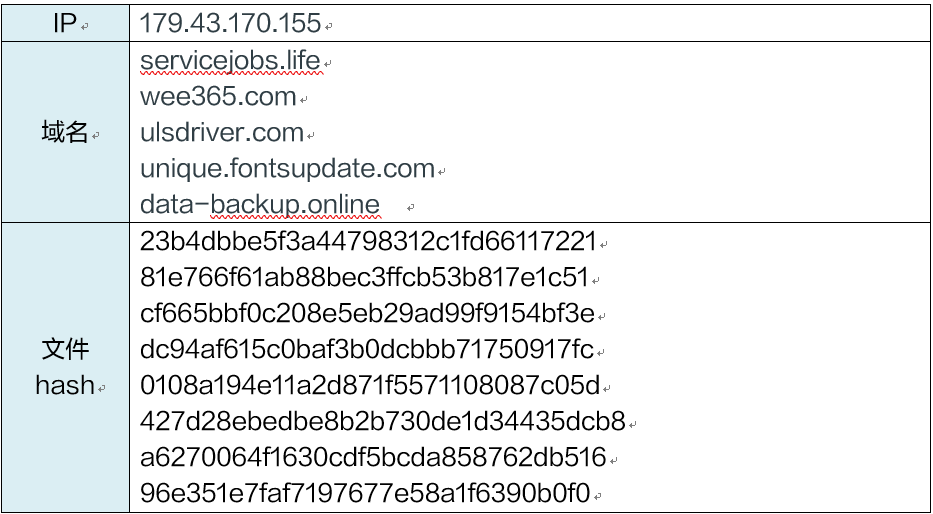 IP
179.43.170.155
域名
servicejobs.life
wee365.com
ulsdriver.com
unique.fontsupdate.com
data-backup.online
文件
hash
23b4dbbe5f3a44798312c1fd66117221
81e766f61ab88bec3ffcb53b817e1c51
cf665bbf0c208e5eb29ad99f9154bf3e
dc94af615c0baf3b0dcbbb71750917fc
0108a194e11a2d871f5571108087c05d
427d28ebedbe8b2b730de1d34435dcb8
a6270064f1630cdf5bcda858762db516
96e351e7faf7197677e58a1f6390b0f0